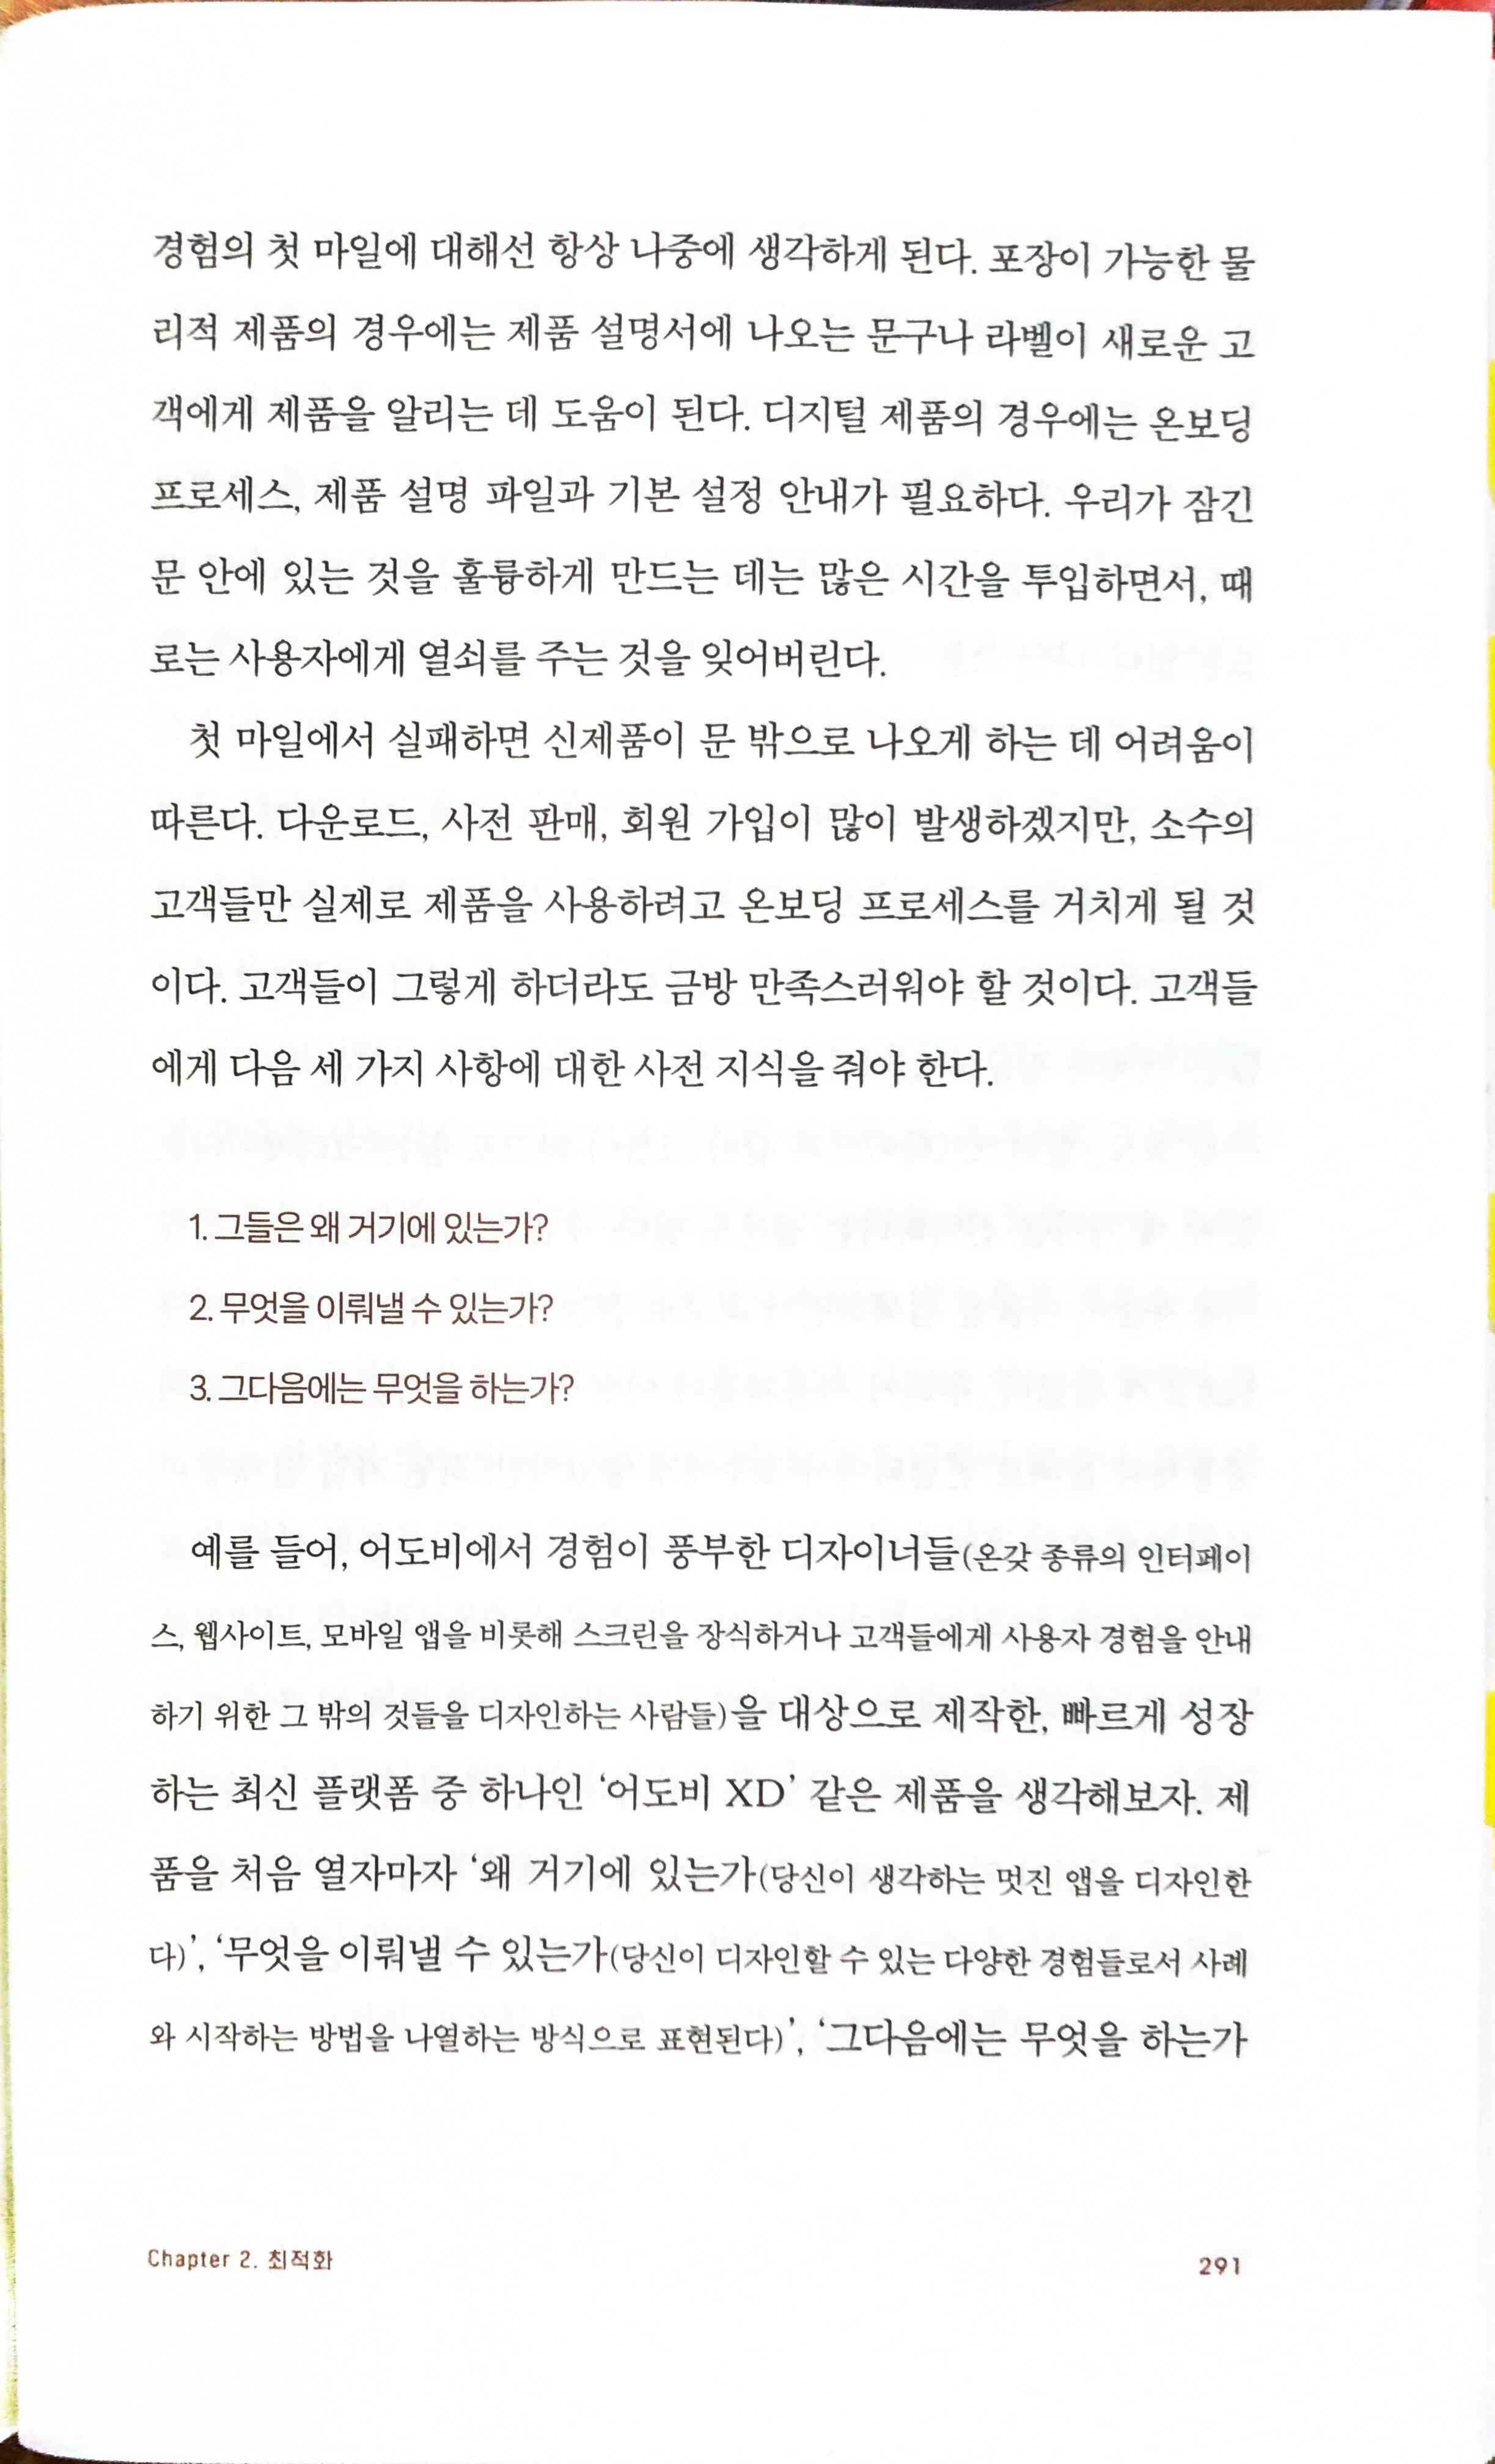 경험의 첫 마일에 대해선 항상 나중에 생각하게 된다. 포장이 가능한 물
리적 제품의 경우에는 제품 설명서에 나오는 문구나 라벨이 새로운 고
객에게 제품을 알리는 데 도움이 된다. 디지털 제품의 경우에는 온보딩
프로세스, 제품 설명 파일과 기본 설정 안내가 필요하다. 우리가 잠긴
문 안에 있는 것을 훌륭하게 만드는 데는 많은 시간을 투입하면서, 때
로는 사용자에게 열쇠를 주는 것을 잊어버린다.
첫 마일에서 실패하면 신제품이 문 밖으로 나오게 하는 데 어려움이
따른다. 다운로드, 사전 판매, 회원 가입이 많이 발생하겠지만, 소수의
고객들만 실제로 제품을 사용하려고 온보딩 프로세스를 거치게 될 것
이다. 고객들이 그렇게 하더라도 금방 만족스러워야 할 것이다. 고객들
에게 다음 세 가지 사항에 대한 사전 지식을 줘야 한다.
1. 그들은 왜 거기에 있는가?
2. 무엇을 이뤄낼 수 있는가?
3. 그다음에는 무엇을 하는가?
예를 들어, 어도비에서 경험이 풍부한 디자이너들(온갖 종류의 인터페이
스, 웹사이트, 모바일 앱을 비롯해 스크린을 장식하거나 고객들에게 사용자 경험을 안내
하기 위한 그 밖의 것들을 디자인하는 사람들)을 대상으로 제작한, 빠르게 성장
하는 최신 플랫폼 중 하나인 ‘어도비 XD’ 같은 제품을 생각해보자. 제
품을 처음 열자마자 ‘왜 거기에 있는가(당신이 생각하는 멋진 앱을 디자인한
다)’, ‘무엇을 이뤄낼 수 있는가(당신이 디자인할 수 있는 다양한 경험들로서 사례
와 시작하는 방법을 나열하는 방식으로 표현된다)’, ‘그다음에는 무엇을 하는가
Chapter 2. 최적화
291